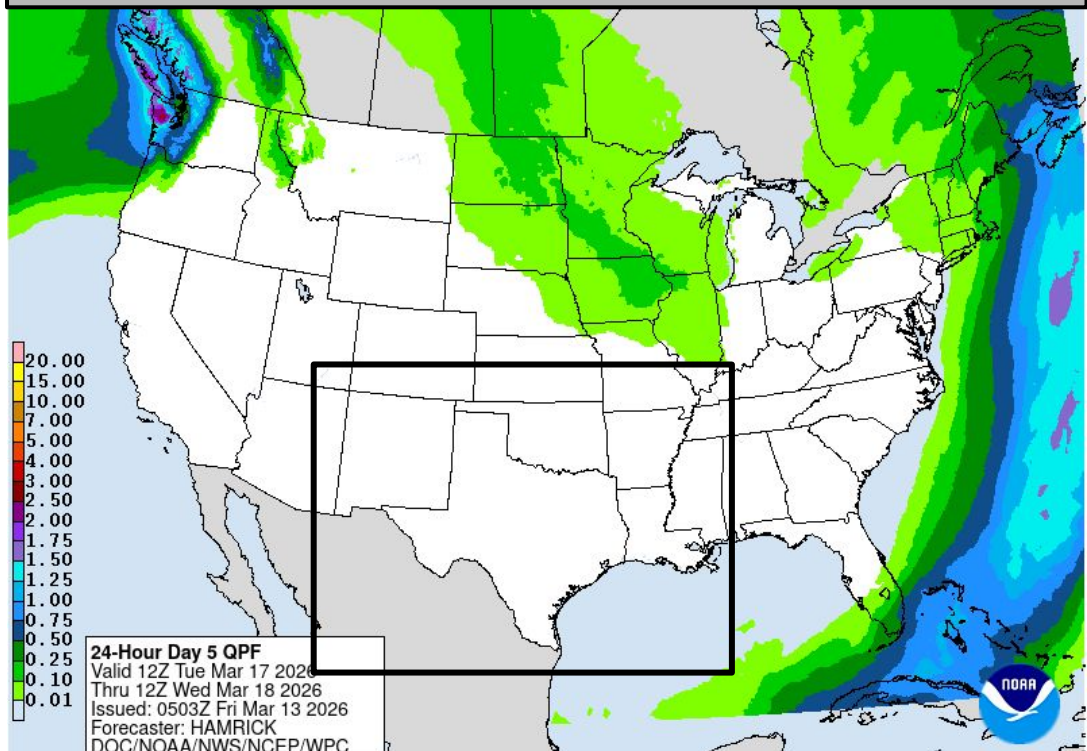 20.00
15.00
10.00
7.00
5.00
4.00
3.00
2.50
2.00
1.75
1.50
1.25
1.00
0.75
0.50
0.25
0.10
0.01
24-Hour Day 5 QPF
Valid 12Z Tue Mar 17 2026
Thru 12Z Wed Mar 18 2026
Issued: 0503Z Fri Mar 13 2026
Forecaster: HAMRICK
DOC/NOAA/NWS/NCEP/WPC
NOAA